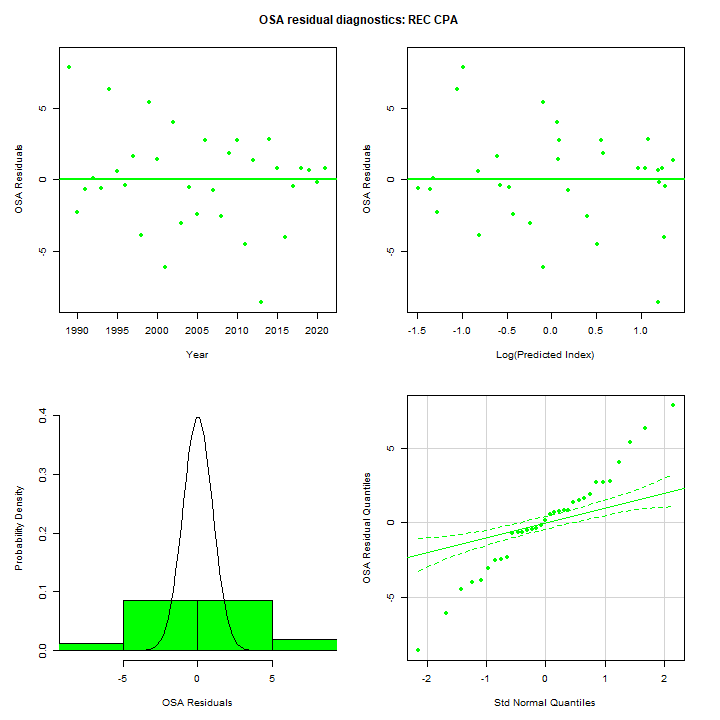 OSA residual diagnostics: REC CPA
OSA Residuals
5
0
-5
1990 1995 2000 2005 2010 2015 2020
Year
OSA Residuals
5
0
-5
-1.5 -1.0 -0.5 0.0 0.5 1.0
Log(Predicted Index)
Probability Density
0.4
0.3
0.2
0.1
0.0
-5 0 5
OSA Residuals
OSA Residual Quantiles
5
0
-5
-2 -1 0 1 2
Std Normal Quantiles